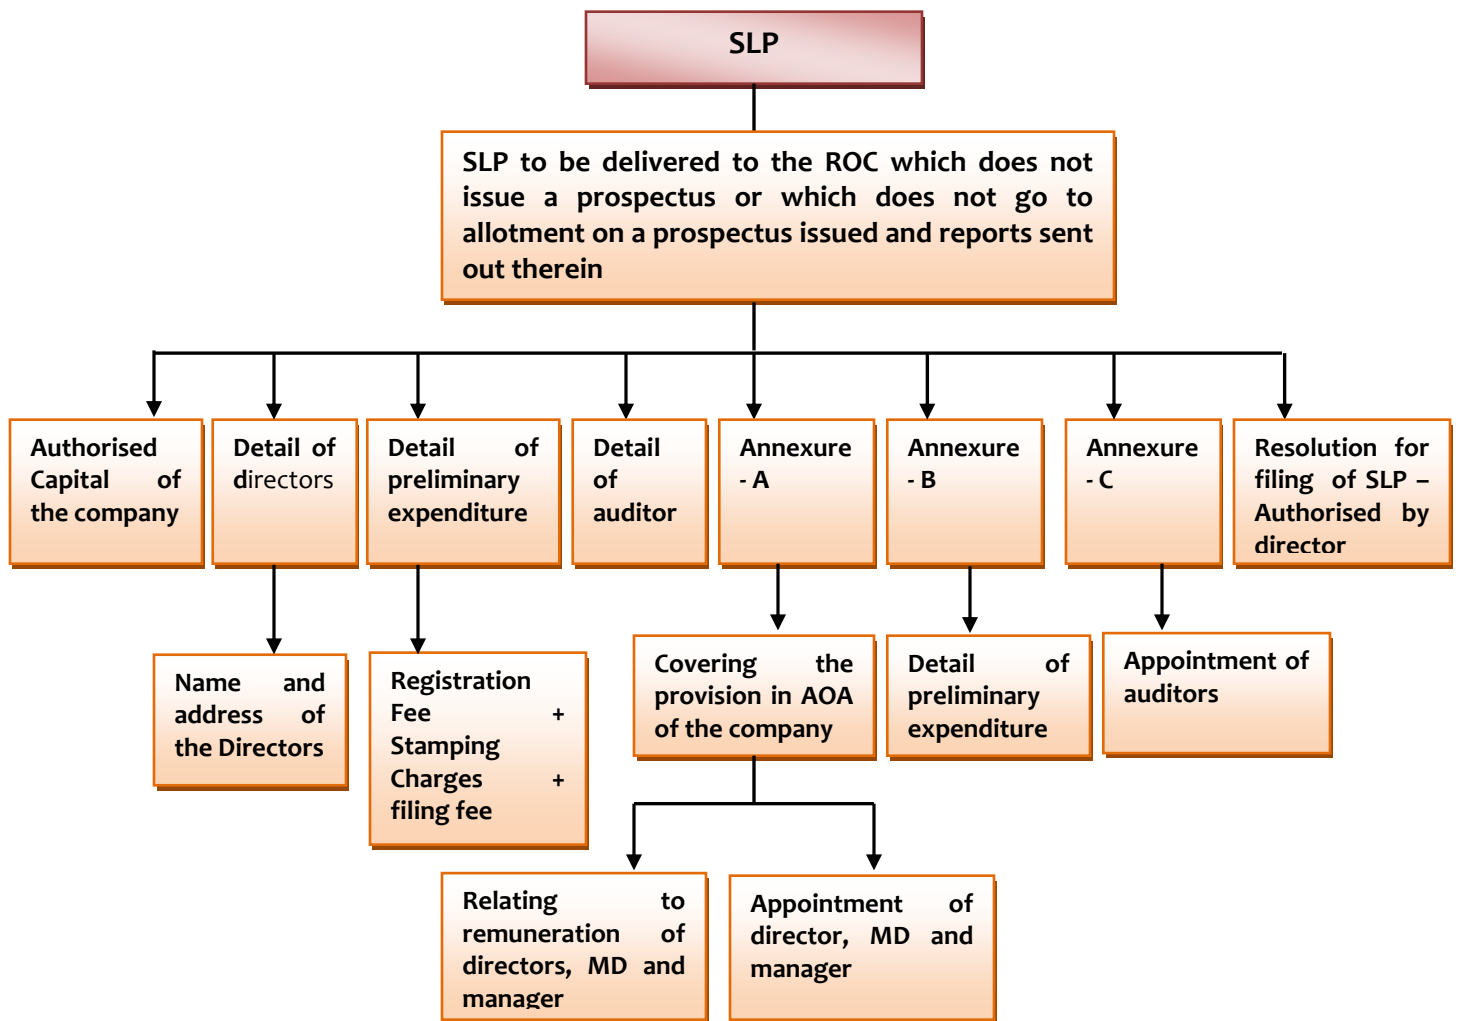 SLP
SLP to be delivered to the ROC which does not
issue a prospectus or which does not go to
allotment on a prospectus issued and reports sent
out therein
Authorised
Capital of
the company
Detail of
directors
Detail of
preliminary
expenditure
Detail
of
auditor
Annexure
- A
Annexure
- B
Annexure
- C
Resolution for
filing of SLP –
Authorised by
director
Name and
address of
the Directors
Registration
Fee +
Stamping
Charges +
filing fee
Covering the
provision in AOA
of the company
Detail of
preliminary
expenditure
Appointment of
auditors
Relating to
remuneration of
directors, MD and
manager
Appointment of
director, MD and
manager